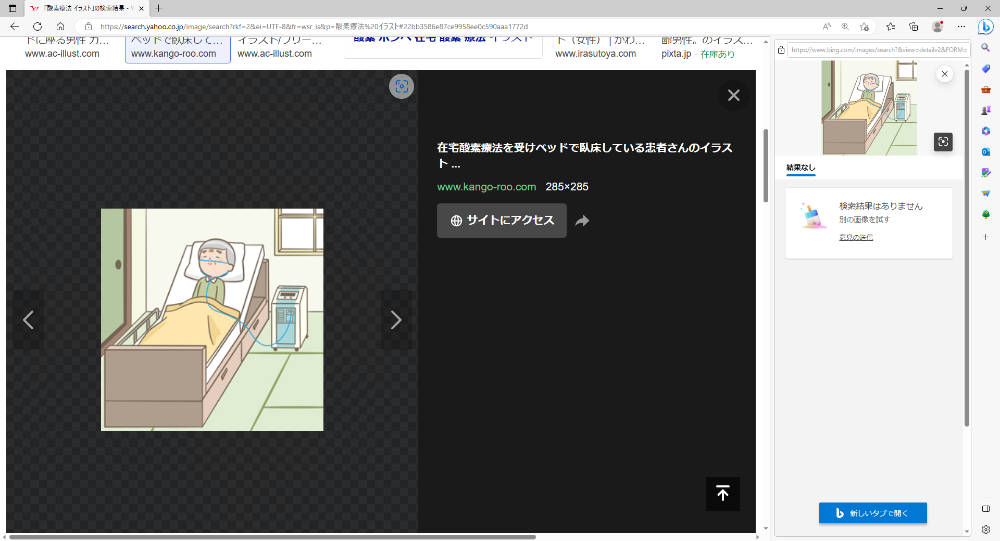 「酸素療法 イラスト」の検索結果 - Y
https://search.yahoo.co.jp/image/search?rkf=2&ei=UTF-8&fr=wsr_is&p=酸素療法%20イラスト#22bb3586e87ce9958ee0c590aaa1772d
ドに座る男性 カ...
www.ac-illust.com
ベッドで臥床して...
www.kango-roo.com
イラスト/フリー...
www.ac-illust.com
酸素 ボンベ 在宅 酸素 療法 イラスト
ド（女性） | かわ...
www.irasutoya.com
齢男性。のイラス...
pixta.jp - 在庫あり
在宅酸素療法を受けベッドで臥床している患者さんのイラス
ト ...
www.kango-roo.com 285×285
サイトにアクセス
https://www.bing.com/images/search?&view=detailv2&FORM=
結果なし
検索結果はありません
別の画像を試す
意見の送信
新しいタブで開く